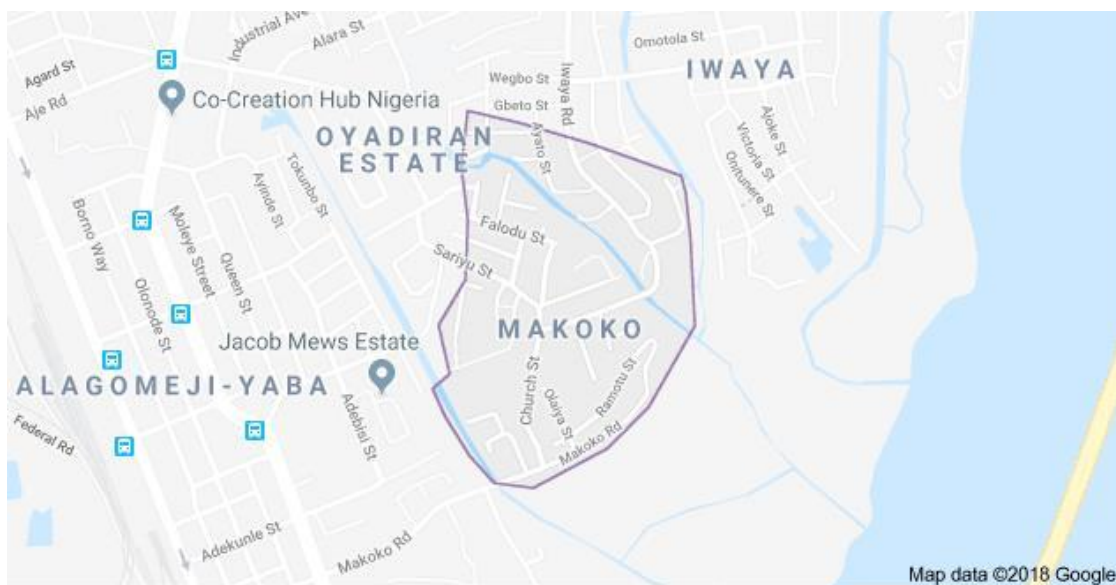 Industrial Ave
Alara St
Agard St
Aje Rd
Co-Creation Hub Nigeria
OYADIRAN
ESTATE
Wegbo St
Gbeto St
Iwaya Rd
Ayato St
Omotola St
IWAYA
Ajoke St
Victoria St
Onitunere St
Tokunbo St
Ayinde St
Borno Way
Moleye Street
Queen St
Olonode St
Falodu St
Sariyu St
MAKOKO
Jacob Mews Estate
ALAGOMEJI-YABA
Federal Rd
Adebisi St
Church St
Olaiya St
Ramotu St
Makoko Rd
Adekunle St
Makoko Rd
Map data ©2018 Google